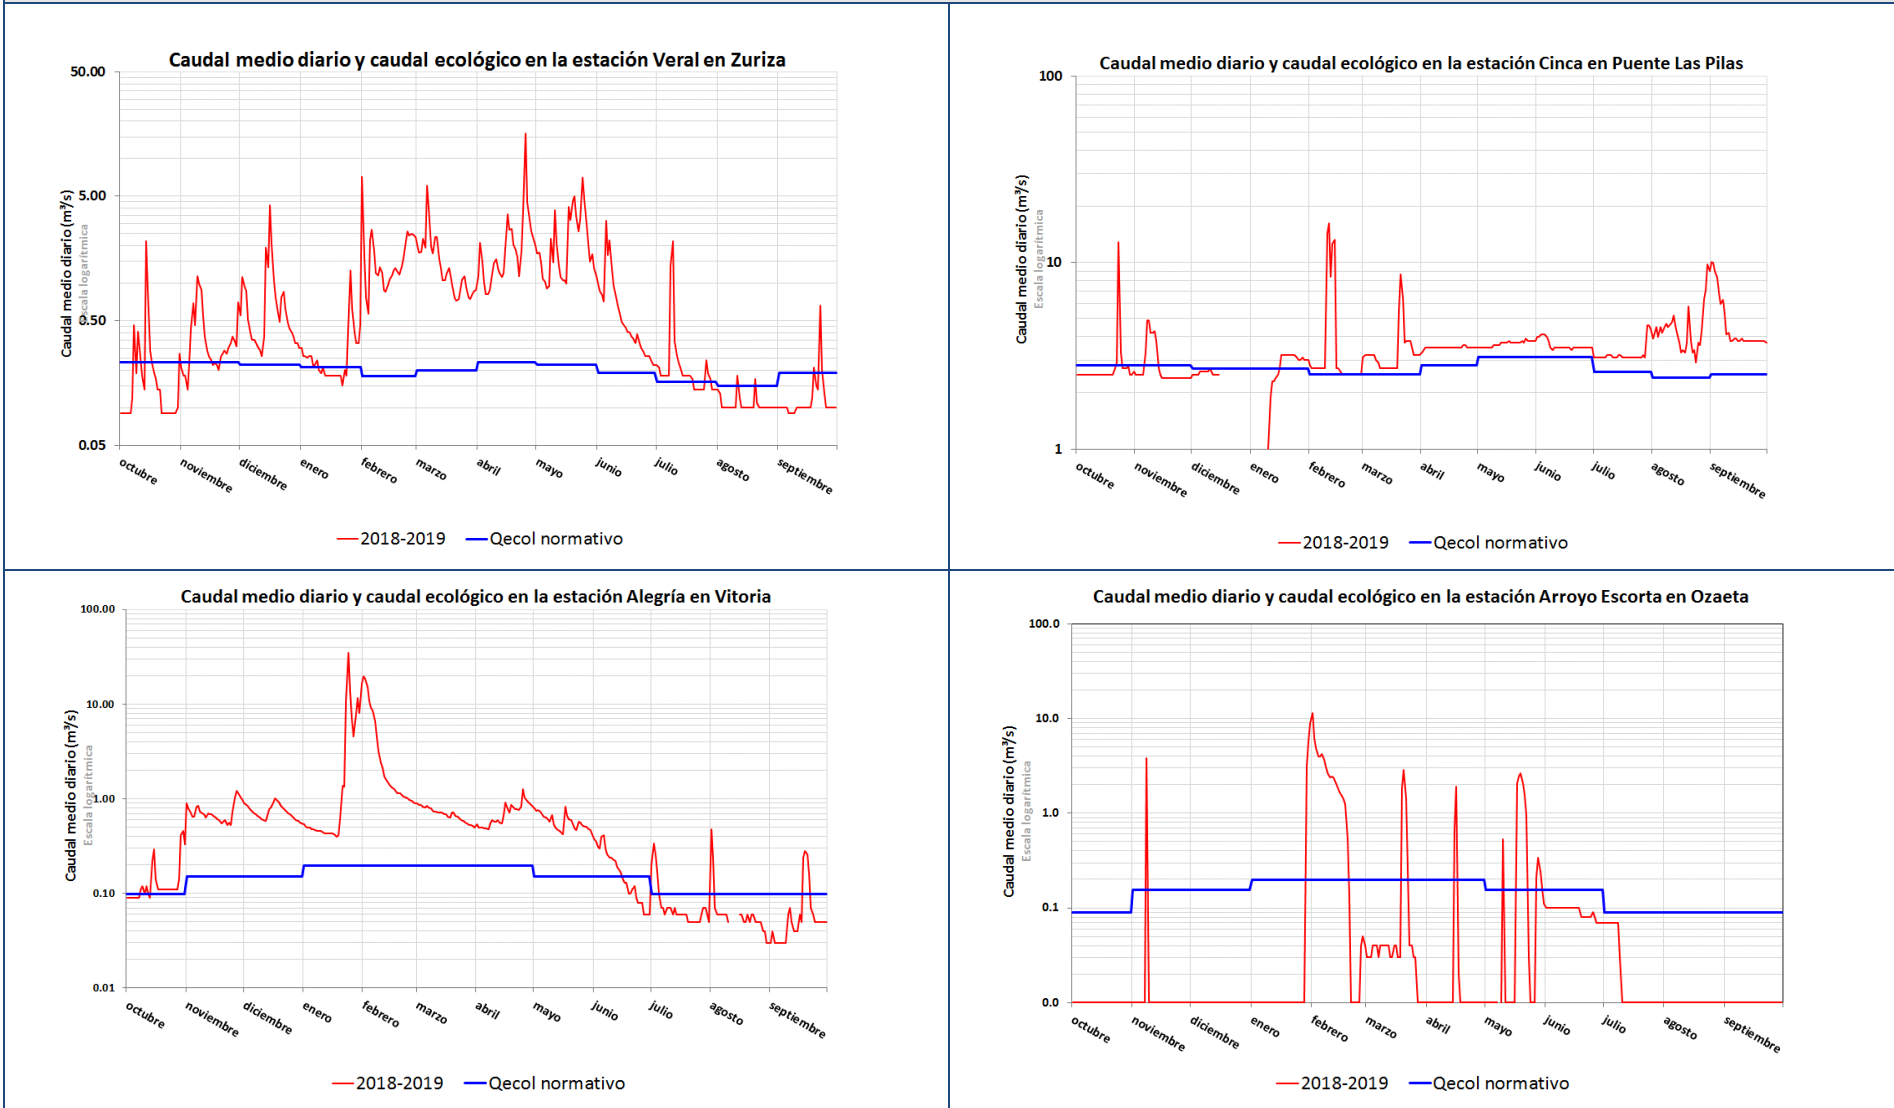 Caudal medio diario y caudal ecológico en la estación Veral en Zuriza
50.00
5.00
0.50
0.05
Caudal medio diario (m³/s)
Escala logarítmica
octubre
noviembre
diciembre
enero
febrero
marzo
abril
mayo
junio
julio
agosto
septiembre
2018-2019
Qecol normativo
Caudal medio diario y caudal ecológico en la estación Cinca en Puente Las Pilas
100
10
1
Caudal medio diario (m³/s)
Escala logarítmica
octubre
noviembre
diciembre
enero
febrero
marzo
abril
mayo
junio
julio
agosto
septiembre
2018-2019
Qecol normativo
Caudal medio diario y caudal ecológico en la estación Alegría en Vitoria
100.00
10.00
1.00
0.10
0.01
Caudal medio diario (m³/s)
Escala logarítmica
octubre
noviembre
diciembre
enero
febrero
marzo
abril
mayo
junio
julio
agosto
septiembre
2018-2019
Qecol normativo
Caudal medio diario y caudal ecológico en la estación Arroyo Escorta en Ozaeta
100.0
10.0
1.0
0.1
0.0
Caudal medio diario (m³/s)
Escala logarítmica
octubre
noviembre
diciembre
enero
febrero
marzo
abril
mayo
junio
julio
agosto
septiembre
2018-2019
Qecol normativo